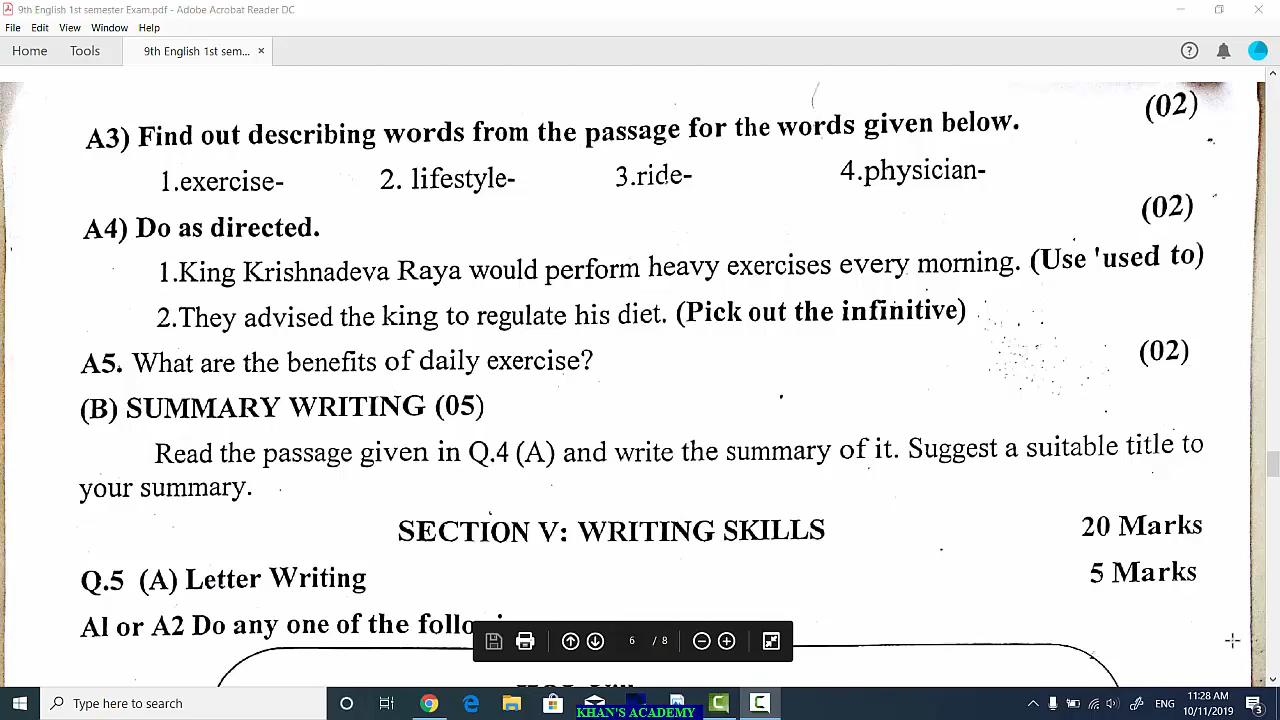 9th English 1st semester Exam.pdf - Adobe Acrobat Reader DC
File Edit View Window Help
Home Tools 9th English 1st sem... ×
(02)
A3) Find out describing words from the passage for the words given below.
1.exercise- 2. lifestyle- 3.ride- 4.physician-
(02)
A4) Do as directed.
1.King Krishnadeva Raya would perform heavy exercises every morning. (Use 'used to)
2.They advised the king to regulate his diet. (Pick out the infinitive)
A5. What are the benefits of daily exercise? (02)
(B) SUMMARY WRITING (05)
Read the passage given in Q.4 (A) and write the summary of it. Suggest a suitable title to
your summary.
SECTION V: WRITING SKILLS 20 Marks
Q.5 (A) Letter Writing 5 Marks
Al or A2 Do any one of the
6 / 8
Type here to search
ENG
11:28 AM
10/11/2019
KHAN'S ACADEMY